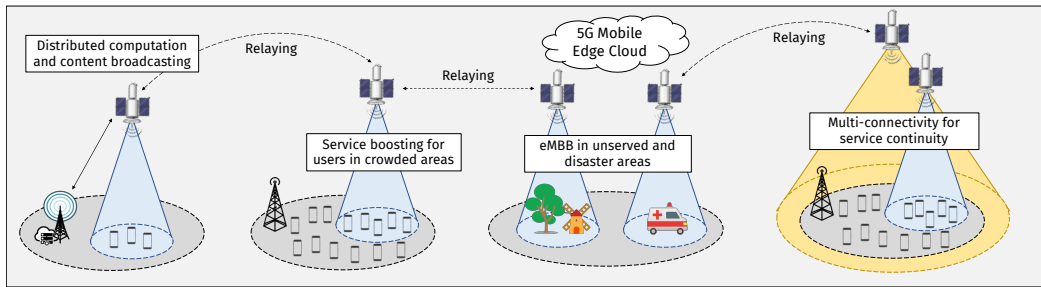 Distributed computation
and content broadcasting
Relaying
Service boosting for
users in crowded areas
Relaying
5G Mobile
Edge Cloud
eMBB in unserved and
disaster areas
Relaying
Multi-connectivity for
service continuity